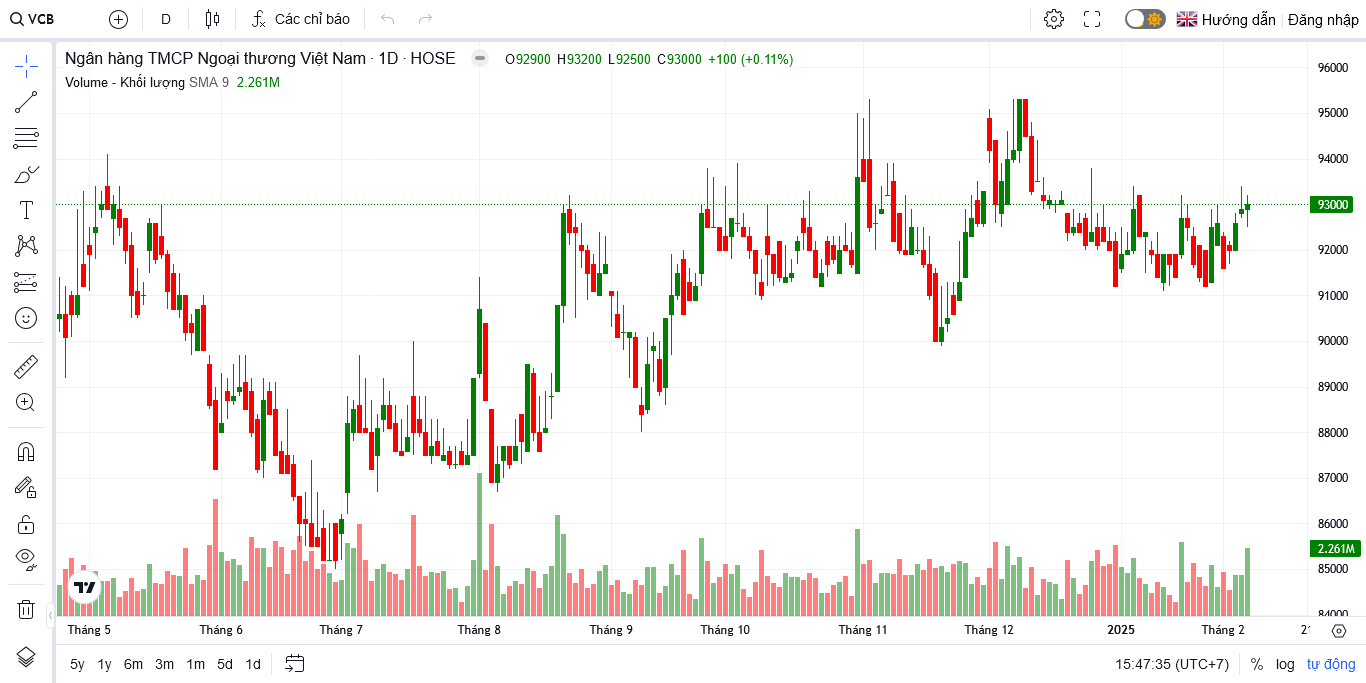 VCB D Các chỉ báo Hướng dẫn Đăng nhập
Ngân hàng TMCP Ngoại thương Việt Nam · 1D · HOSE O92900 H93200 L92500 C93000 +100 (+0.11%)
Volume - Khối lượng SMA 9 2.261M
96000
95000
94000
93000
92000
91000
90000
89000
88000
87000
86000
2.261M
85000
84000
Tháng 5 Tháng 6 Tháng 7 Tháng 8 Tháng 9 Tháng 10 Tháng 11 Tháng 12 2025 Tháng 2 21
5y 1y 6m 3m 1m 5d 1d 15:47:35 (UTC+7) % log tự động